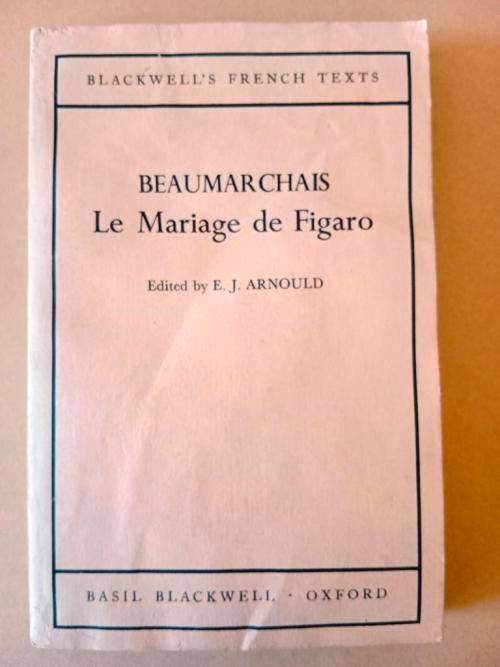 BLACKWELL'S FRENCH TEXTS
BEAUMARCHAIS
Le Mariage de Figaro
Edited by E. J. ARNOULD
BASIL BLACKWELL · OXFORD